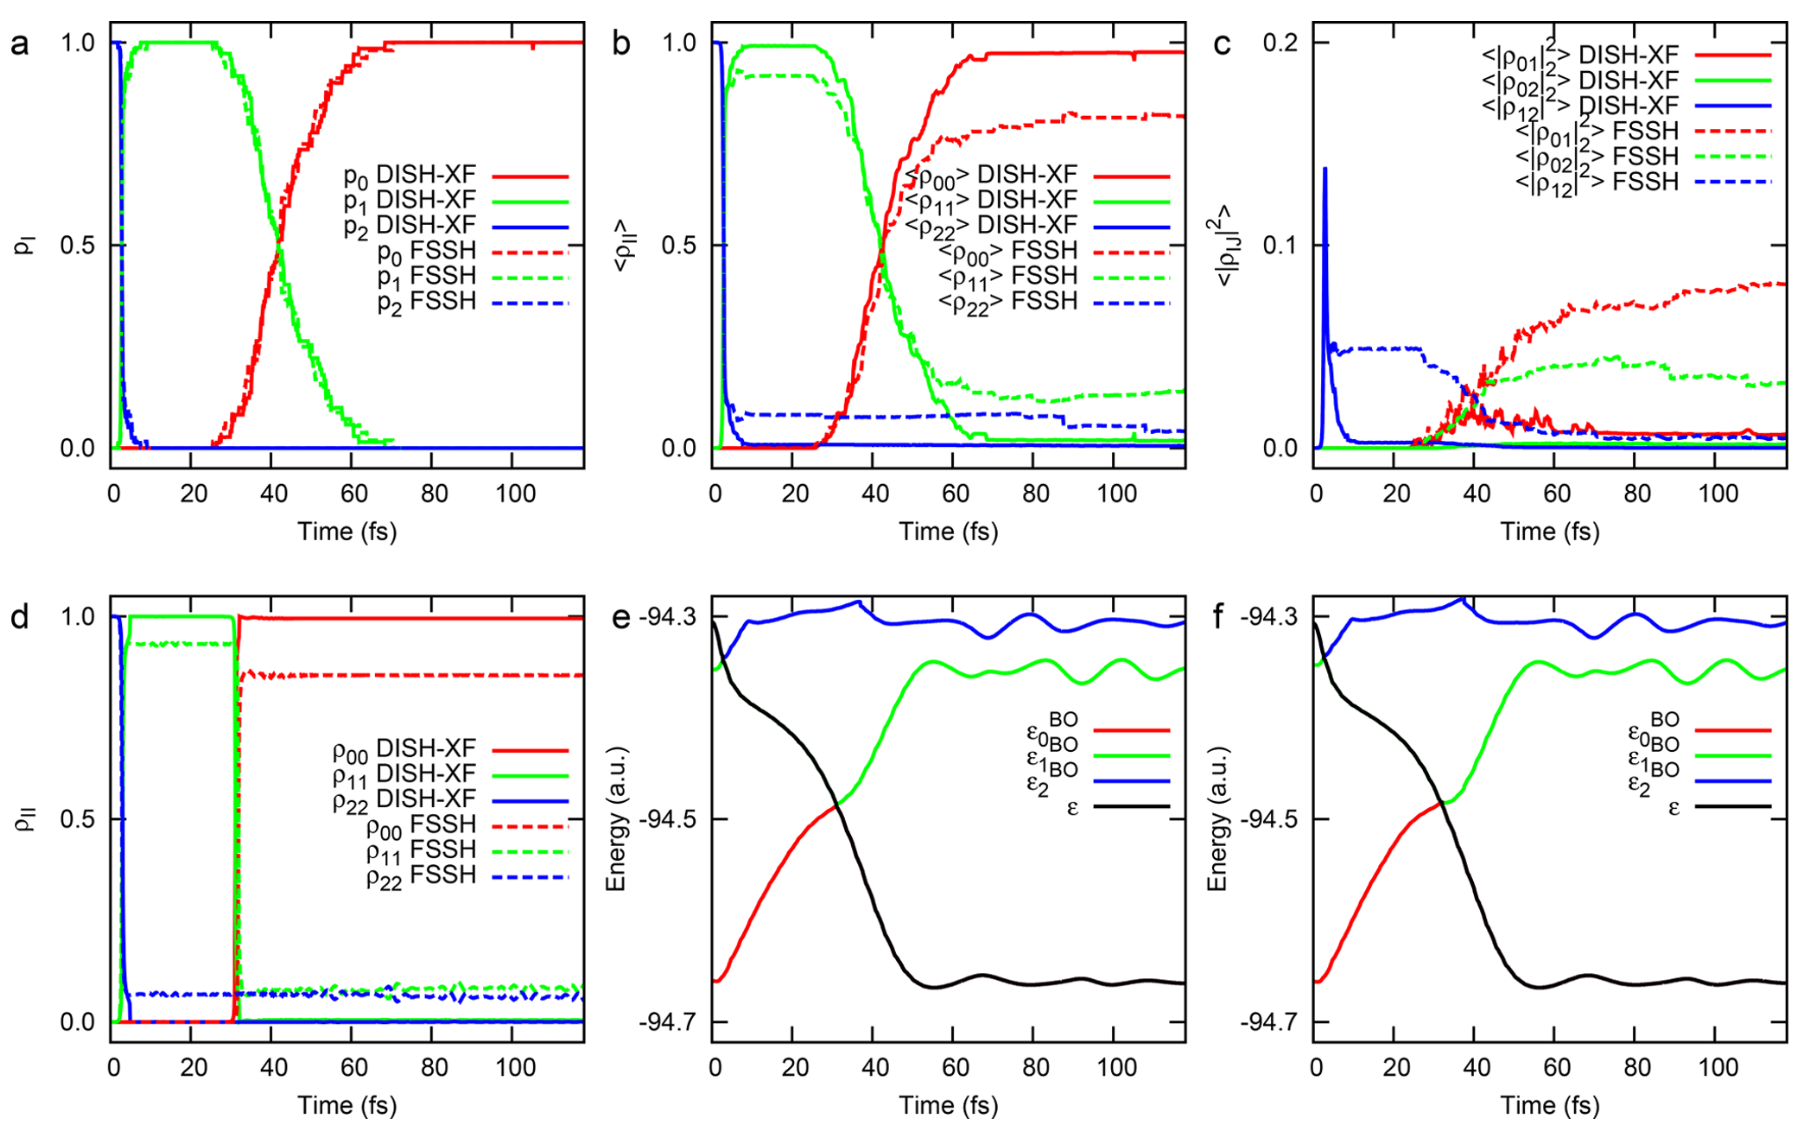 a
1.0
0.5
0.0
p_I
p_0 DISH-XF
p_1 DISH-XF
p_2 DISH-XF
p_0 FSSH
p_1 FSSH
p_2 FSSH
0 20 40 60 80 100
Time (fs)
b
1.0
0.5
0.0
<ρ_II>
<ρ_00> DISH-XF
<ρ_11> DISH-XF
<ρ_22> DISH-XF
<ρ_00> FSSH
<ρ_11> FSSH
<ρ_22> FSSH
0 20 40 60 80 100
Time (fs)
c
0.2
0.1
0.0
<|ρ_IJ|^2>
<|ρ_01|^2> DISH-XF
<|ρ_02|^2> DISH-XF
<|ρ_12|^2> DISH-XF
<|ρ_01|^2> FSSH
<|ρ_02|^2> FSSH
<|ρ_12|^2> FSSH
0 20 40 60 80 100
Time (fs)
d
1.0
0.5
0.0
ρ_II
ρ_00 DISH-XF
ρ_11 DISH-XF
ρ_22 DISH-XF
ρ_00 FSSH
ρ_11 FSSH
ρ_22 FSSH
0 20 40 60 80 100
Time (fs)
e
-94.3
-94.5
-94.7
Energy (a.u.)
ε_0^BO
ε_1^BO
ε_2^BO
ε
0 20 40 60 80 100
Time (fs)
f
-94.3
-94.5
-94.7
Energy (a.u.)
ε_0^BO
ε_1^BO
ε_2^BO
ε
0 20 40 60 80 100
Time (fs)